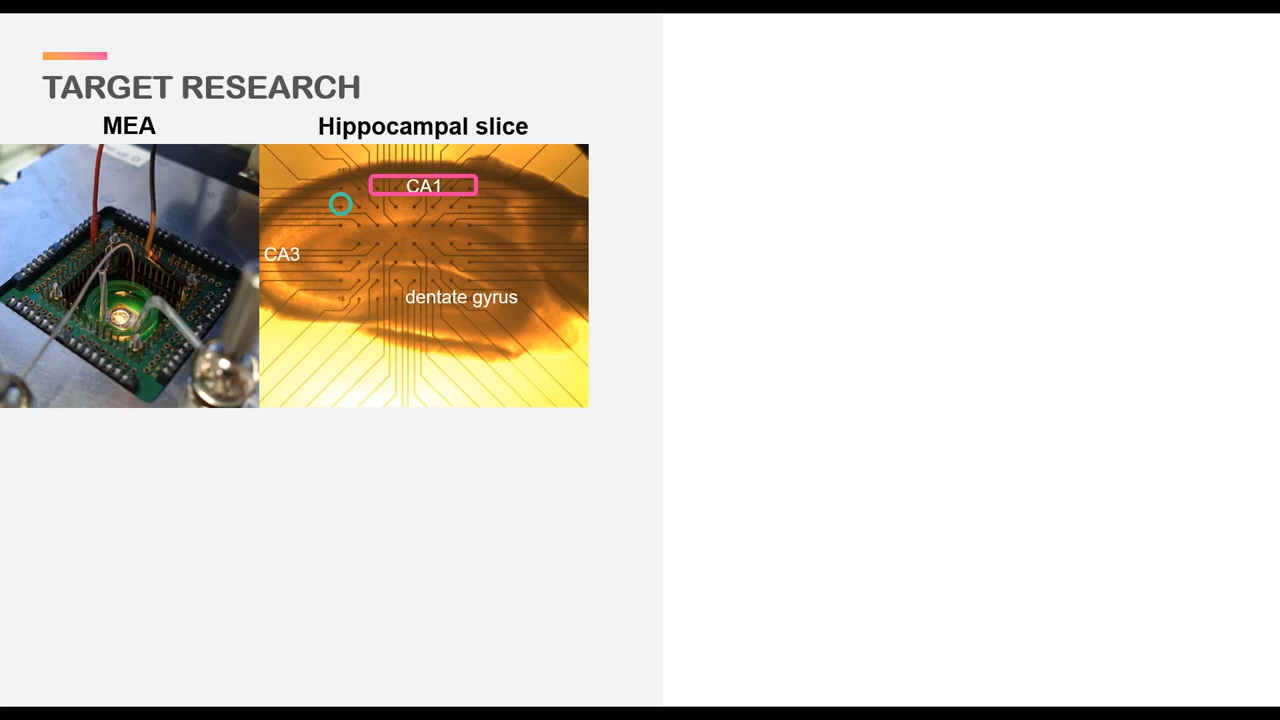 TARGET RESEARCH
MEA
Hippocampal slice
CA1
CA3
dentate gyrus